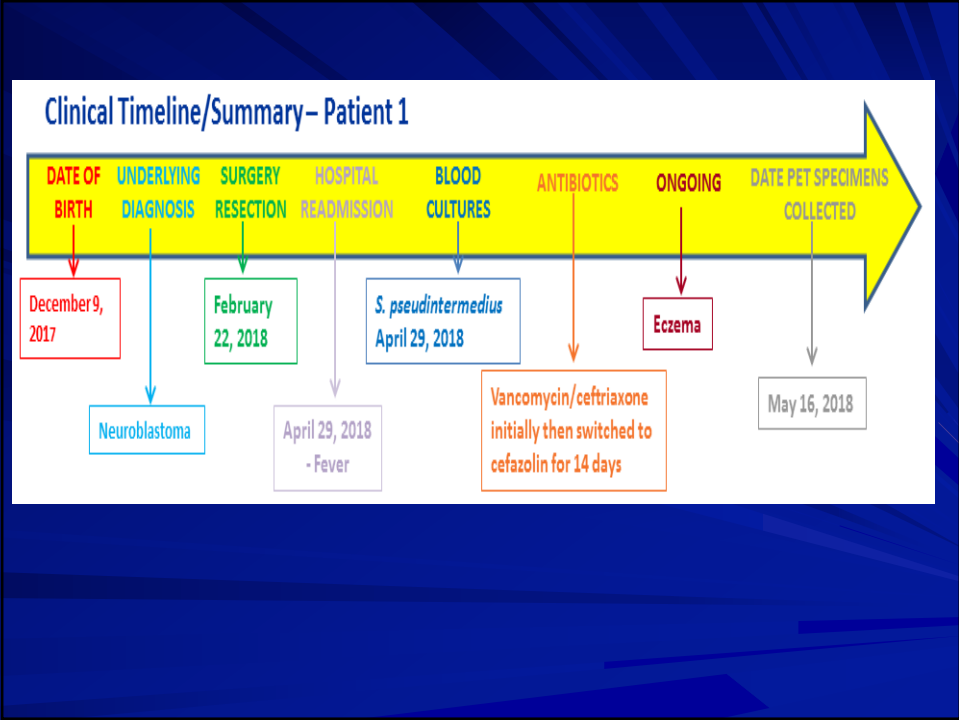 Clinical Timeline/Summary – Patient 1
DATE OF
BIRTH
UNDERLYING
DIAGNOSIS
SURGERY
RESECTION
HOSPITAL
READMISSION
BLOOD
CULTURES
ANTIBIOTICS
ONGOING
DATE PET SPECIMENS
COLLECTED
December 9,
2017
Neuroblastoma
February
22, 2018
April 29, 2018
- Fever
S. pseudintermedius
April 29, 2018
Vancomycin/ceftriaxone
initially then switched to
cefazolin for 14 days
Eczema
May 16, 2018